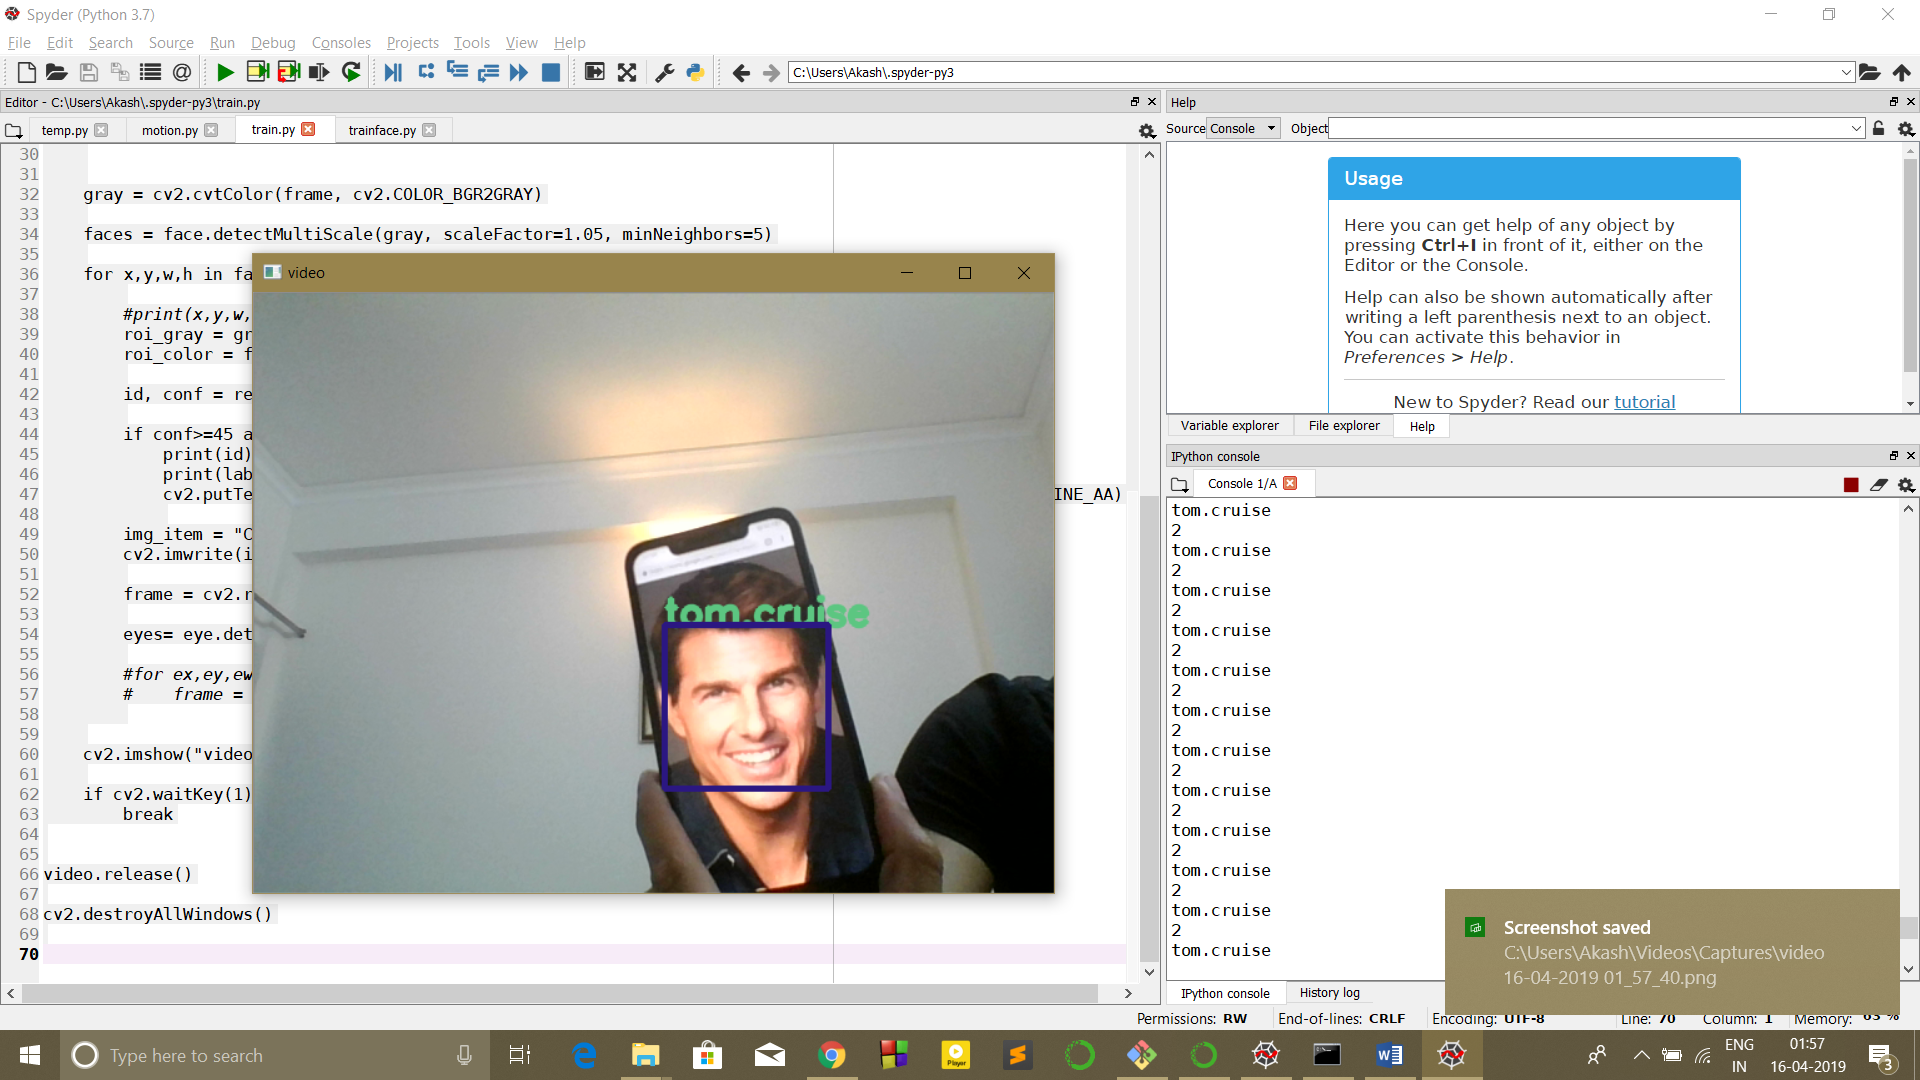 Spyder (Python 3.7)
File Edit Search Source Run Debug Consoles Projects Tools View Help
C:\Users\Akash\.spyder-py3
Editor - C:\Users\Akash\.spyder-py3\train.py
temp.py motion.py train.py trainface.py
30
31
32 gray = cv2.cvtColor(frame, cv2.COLOR_BGR2GRAY)
33
34 faces = face.detectMultiScale(gray, scaleFactor=1.05, minNeighbors=5)
35
36 for x,y,w,h in fa
37
38 #print(x,y,w,
39 roi_gray = gr
40 roi_color = f
41
42 id, conf = re
43
44 if conf>=45 a
45 print(id)
46 print(lab
47 cv2.putTe INE_AA)
48
49 img_item = "C
50 cv2.imwrite(i
51
52 frame = cv2.r
53
54 eyes= eye.det
55
56 #for ex,ey,ew
57 # frame =
58
59
60 cv2.imshow("video
61
62 if cv2.waitKey(1)
63 break
64
65
66 video.release()
67
68 cv2.destroyAllWindows()
69
70
video
tom.cruise
Help
Source Console Object
Usage
Here you can get help of any object by
pressing Ctrl+I in front of it, either on the
Editor or the Console.
Help can also be shown automatically after
writing a left parenthesis next to an object.
You can activate this behavior in
Preferences > Help.
New to Spyder? Read our tutorial
Variable explorer File explorer Help
IPython console
Console 1/A
tom.cruise
2
tom.cruise
2
tom.cruise
2
tom.cruise
2
tom.cruise
2
tom.cruise
2
tom.cruise
2
tom.cruise
2
tom.cruise
2
tom.cruise
2
tom.cruise
2
tom.cruise
Screenshot saved
C:\Users\Akash\Videos\Captures\video
16-04-2019 01_57_40.png
IPython console History log
Permissions: RW End-of-lines: CRLF Encoding: UTF-8 Line: 70 Column: 1 Memory: 63 %
Type here to search
Player
ENG
IN
01:57
16-04-2019
3